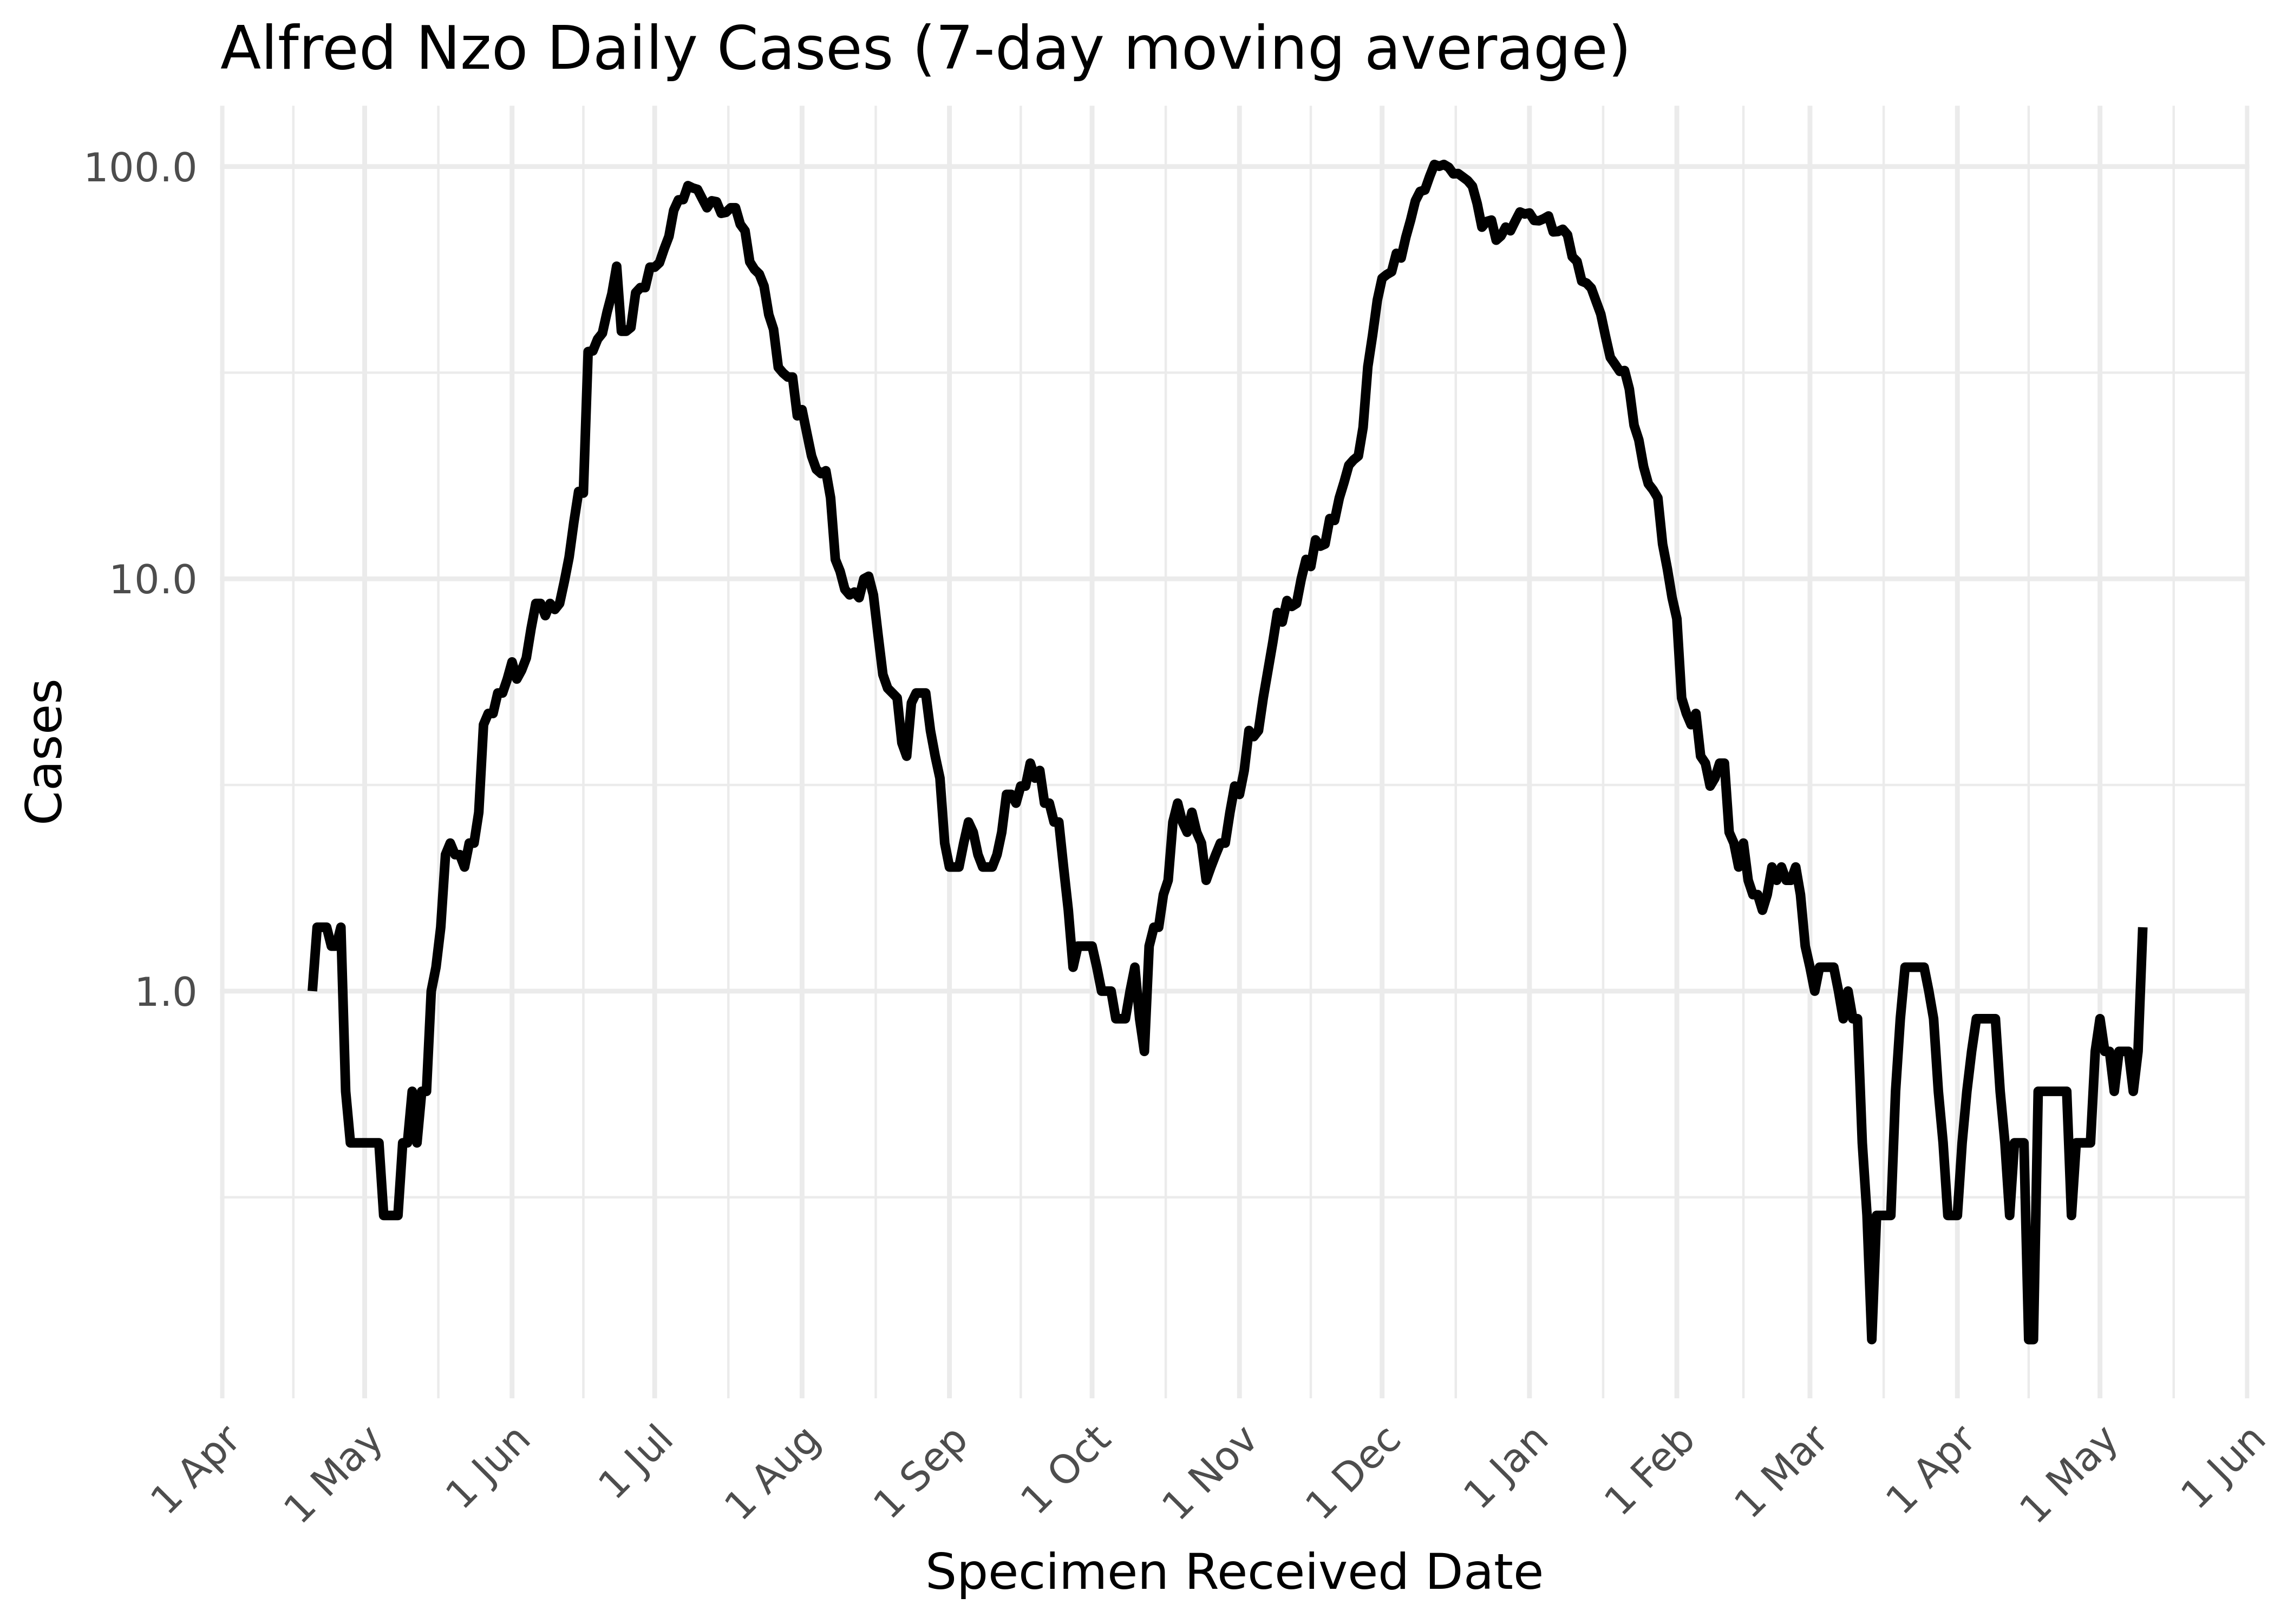 Alfred Nzo Daily Cases (7-day moving average)
Cases
100.0
10.0
1.0
1 Apr
1 May
1 Jun
1 Jul
1 Aug
1 Sep
1 Oct
1 Nov
1 Dec
1 Jan
1 Feb
1 Mar
1 Apr
1 May
1 Jun
Specimen Received Date